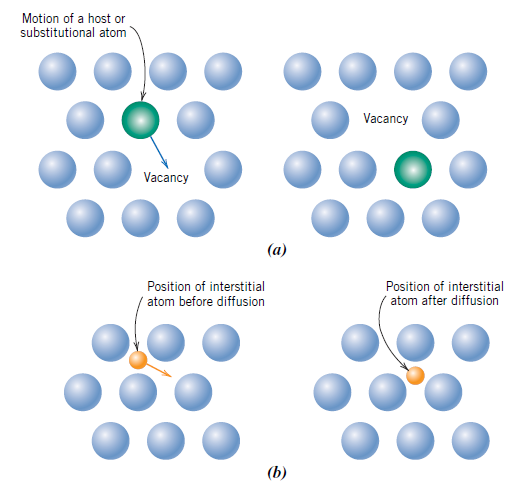 Motion of a host or
substitutional atom
Vacancy
Vacancy
(a)
Position of interstitial
atom before diffusion
Position of interstitial
atom after diffusion
(b)